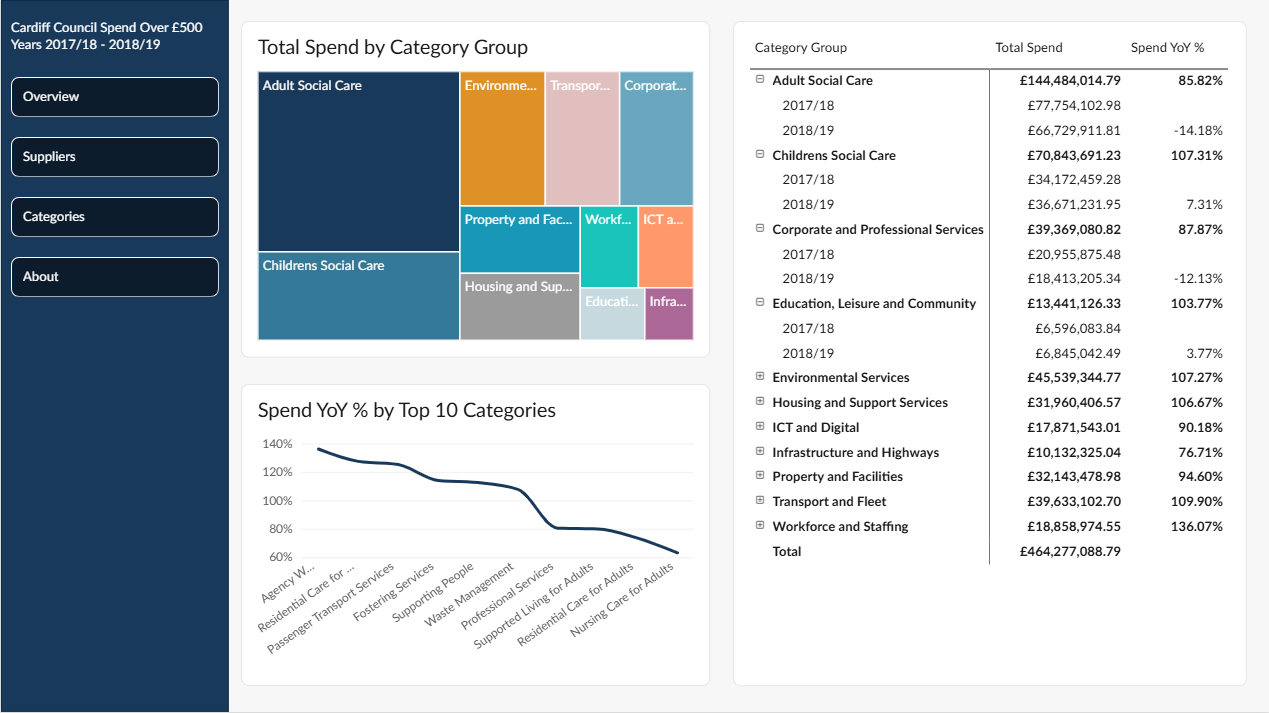 Cardiff Council Spend Over £500
Years 2017/18 - 2018/19
Overview
Suppliers
Categories
About
Total Spend by Category Group
Adult Social Care
Environme...
Transpor...
Corporat...
Property and Fac...
Workf...
ICT a...
Childrens Social Care
Housing and Sup...
Educati...
Infra...
Spend YoY % by Top 10 Categories
140%
120%
100%
80%
60%
Agency W...
Residential Care for ...
Passenger Transport Services
Fostering Services
Supporting People
Waste Management
Professional Services
Supported Living for Adults
Residential Care for Adults
Nursing Care for Adults
Category Group Total Spend Spend YoY %
Adult Social Care £144,484,014.79 85.82%
2017/18 £77,754,102.98
2018/19 £66,729,911.81 -14.18%
Childrens Social Care £70,843,691.23 107.31%
2017/18 £34,172,459.28
2018/19 £36,671,231.95 7.31%
Corporate and Professional Services £39,369,080.82 87.87%
2017/18 £20,955,875.48
2018/19 £18,413,205.34 -12.13%
Education, Leisure and Community £13,441,126.33 103.77%
2017/18 £6,596,083.84
2018/19 £6,845,042.49 3.77%
Environmental Services £45,539,344.77 107.27%
Housing and Support Services £31,960,406.57 106.67%
ICT and Digital £17,871,543.01 90.18%
Infrastructure and Highways £10,132,325.04 76.71%
Property and Facilities £32,143,478.98 94.60%
Transport and Fleet £39,633,102.70 109.90%
Workforce and Staffing £18,858,974.55 136.07%
Total £464,277,088.79